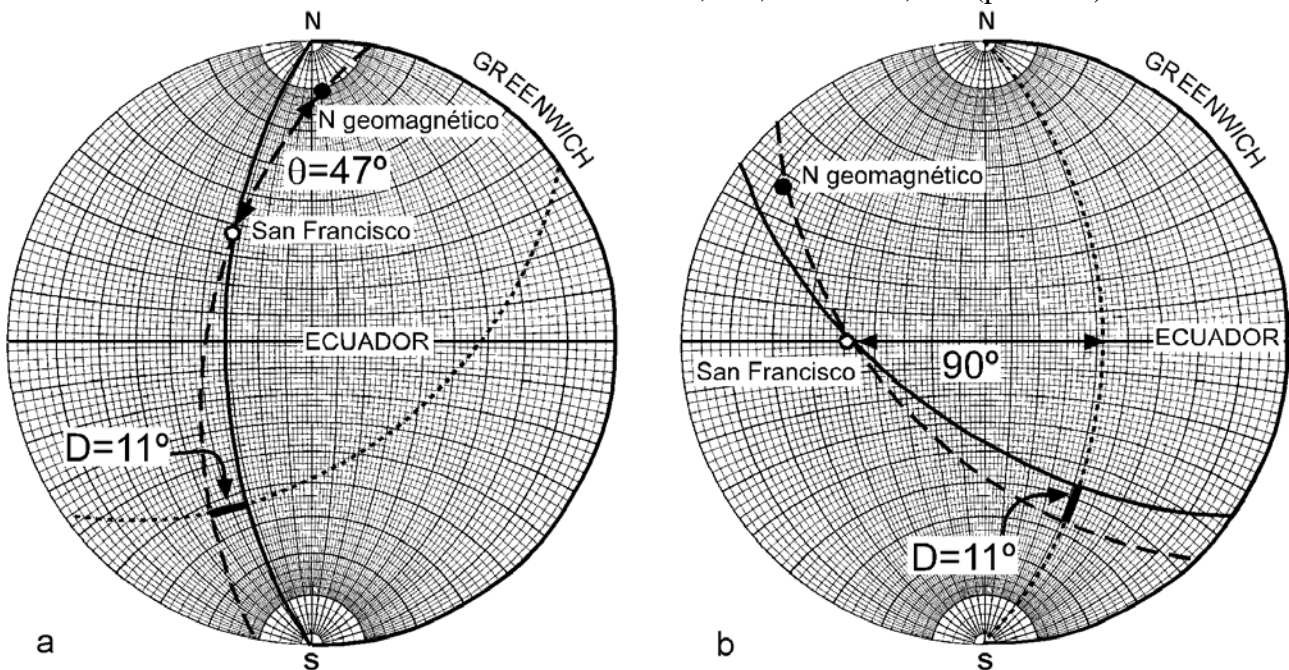 N
GREENWICH
N geomagnético
θ=47º
San Francisco
ECUADOR
D=11º
S
a
N
GREENWICH
N geomagnético
ECUADOR
San Francisco
90º
D=11º
S
b